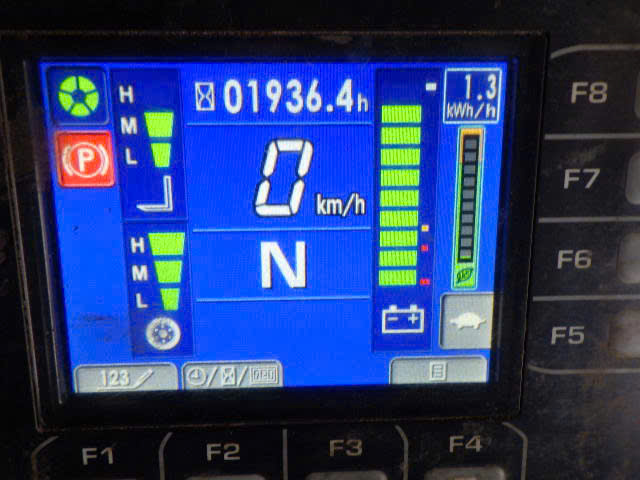 H
M
L
01936.4h
1.3
kWh/h
P
0 km/h
N
H
M
L
- +
123
F8
F7
F6
F5
F1
F2
F3
F4